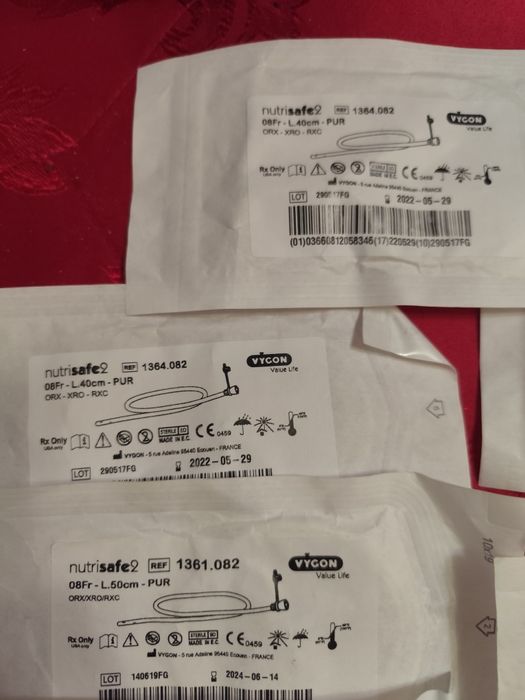 nutrisafe2 REF 1364.082 VYGON
Value Life
08Fr - L.40cm - PUR
ORX - XRO - RXC
Rx Only STERILE EO CE 0459
USA only MADE IN E.C.
VYGON - 5 rue Adeline 95440 Ecouen - FRANCE
LOT 290517FG 2022-05-29
(01)03660812058346(17)220529(10)290517FG
nutrisafe2 REF 1364.082 VYGON
Value Life
08Fr - L.40cm - PUR
ORX - XRO - RXC
Rx Only STERILE EO CE 0459
USA only MADE IN E.C.
VYGON - 5 rue Adeline 95440 Ecouen - FRANCE
LOT 290517FG 2022-05-29
nutrisafe2 REF 1361.082 VYGON
Value Life
08Fr - L.50cm - PUR
ORX/XRO/RXC
Rx Only STERILE EO CE 0459
USA only MADE IN E.C.
VYGON - 5 rue Adeline 95440 Ecouen - FRANCE
LOT 140619FG 2024-06-14